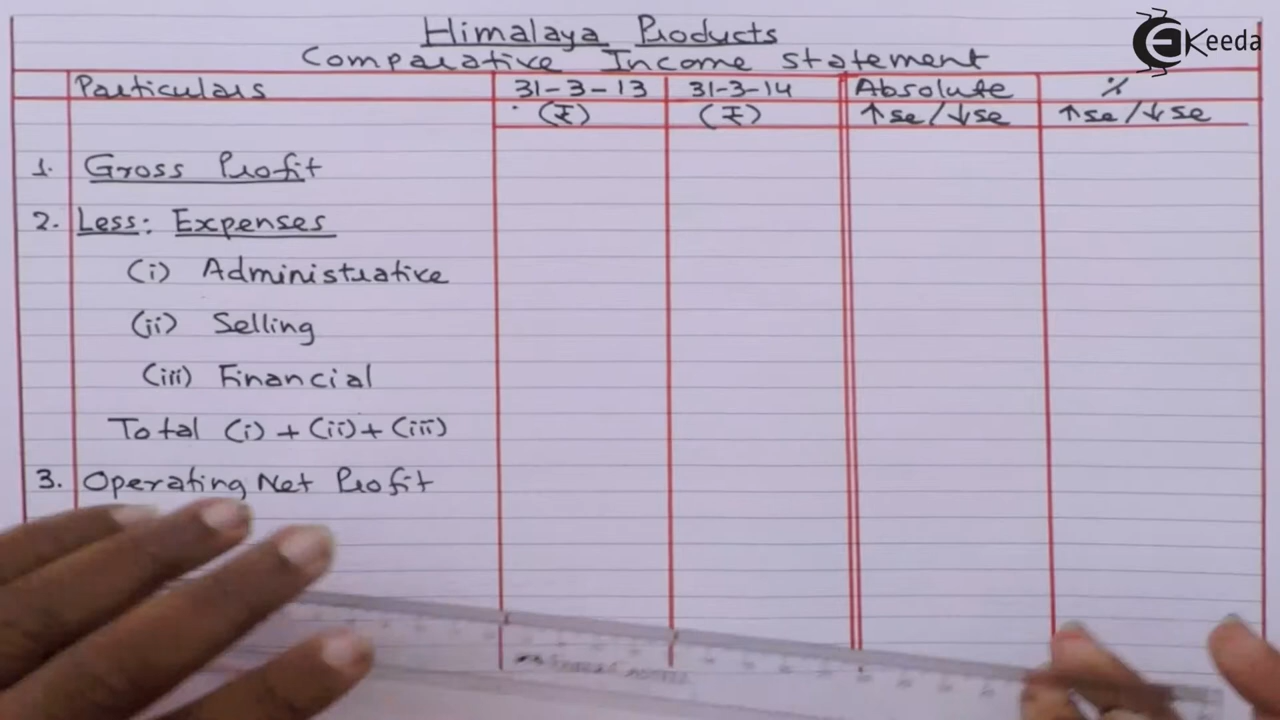 Himalaya Products
Comparative Income Statement
Particulars 31-3-13 31-3-14 Absolute %
(₹) (₹) ↑se/↓se ↑se/↓se
1. Gross Profit
2. Less: Expenses
(i) Administrative
(ii) Selling
(iii) Financial
Total (i) + (ii) + (iii)
3. Operating Net Profit
EKeeda